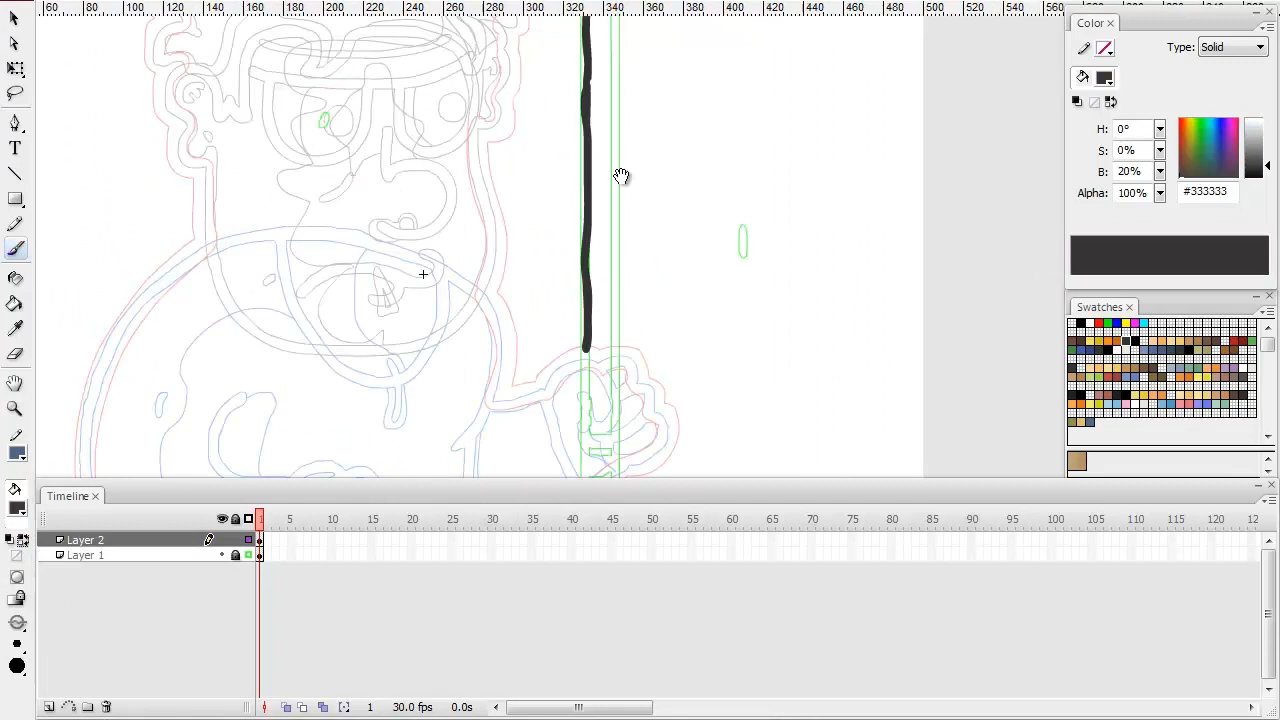 60 80 100 120 140 160 180 200 220 240 260 280 300 320 340 360 380 400 420 440 460 480 500 520 540 560
Color
Type: Solid
H: 0°
S: 0%
B: 20%
Alpha: 100% #333333
Swatches
T
Timeline
1 5 10 15 20 25 30 35 40 45 50 55 60 65 70 75 80 85 90 95 100 105 110 115 120 12
Layer 2
Layer 1
1 30.0 fps 0.0s